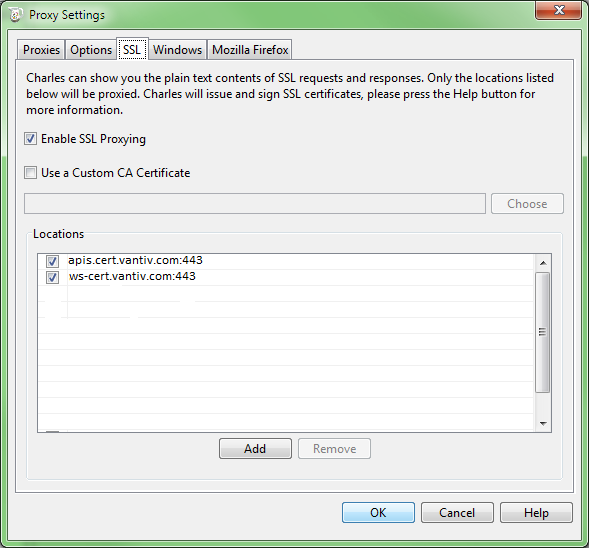 Proxy Settings
Proxies Options SSL Windows Mozilla Firefox
Charles can show you the plain text contents of SSL requests and responses. Only the locations listed
below will be proxied. Charles will issue and sign SSL certificates, please press the Help button for
more information.
Enable SSL Proxying
Use a Custom CA Certificate
Choose
Locations
apis.cert.vantiv.com:443
ws-cert.vantiv.com:443
Add Remove
OK Cancel Help